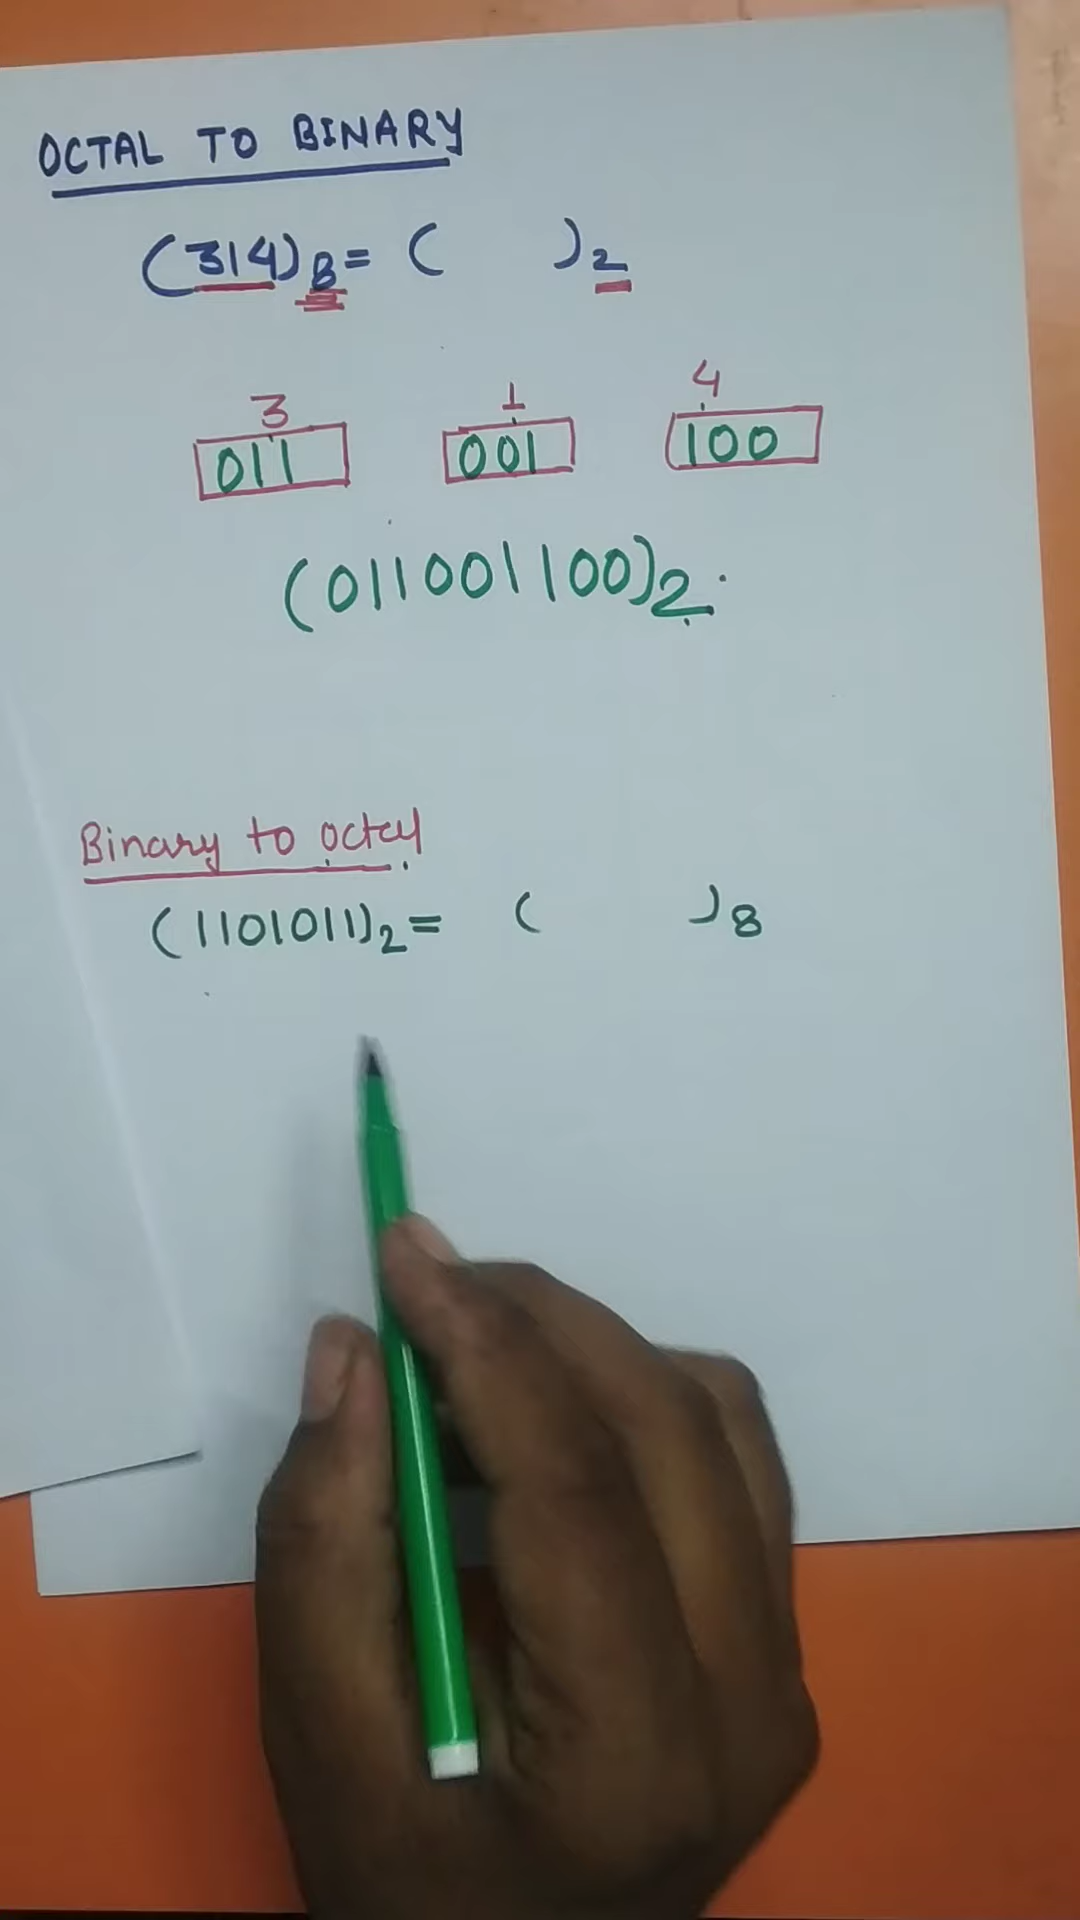 OCTAL TO BINARY
(314)8 = ( )2
3 1 4
011 001 100
(011001100)2.
Binary to octal
(1101011)2 = ( )8